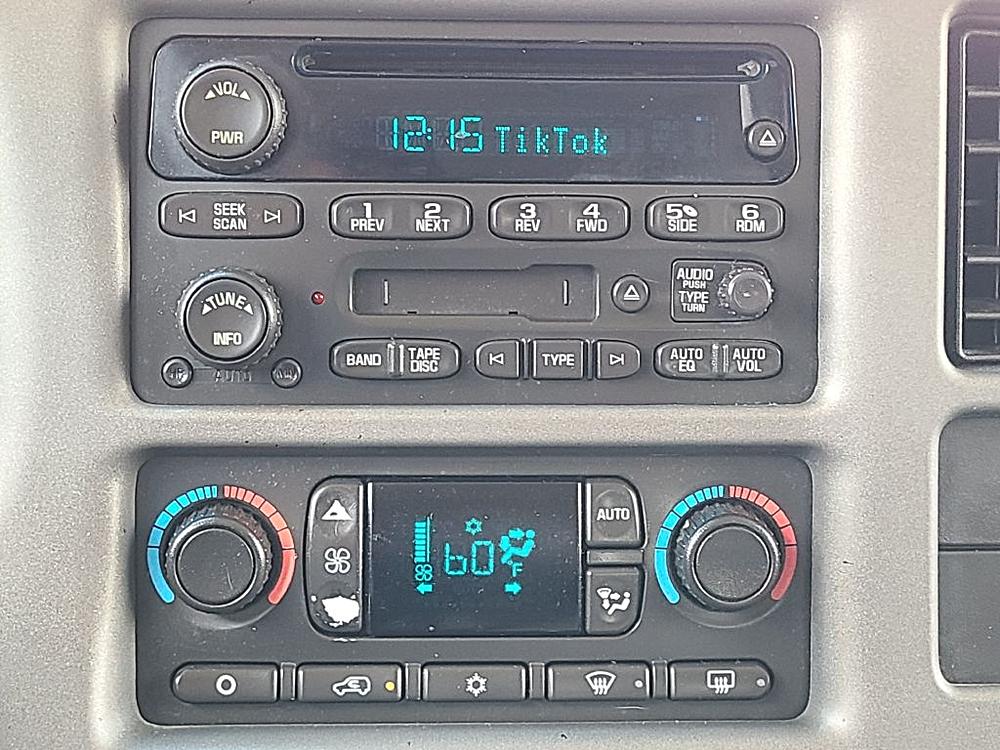 VOL
PWR
12:15 TikTok
SEEK
SCAN
1
PREV
2
NEXT
3
REV
4
FWD
5
SIDE
6
RDM
TUNE
INFO
AUTO
AUDIO
PUSH
TYPE
TURN
BAND
TAPE
DISC
TYPE
AUTO
EQ
AUTO
VOL
60
F
AUTO